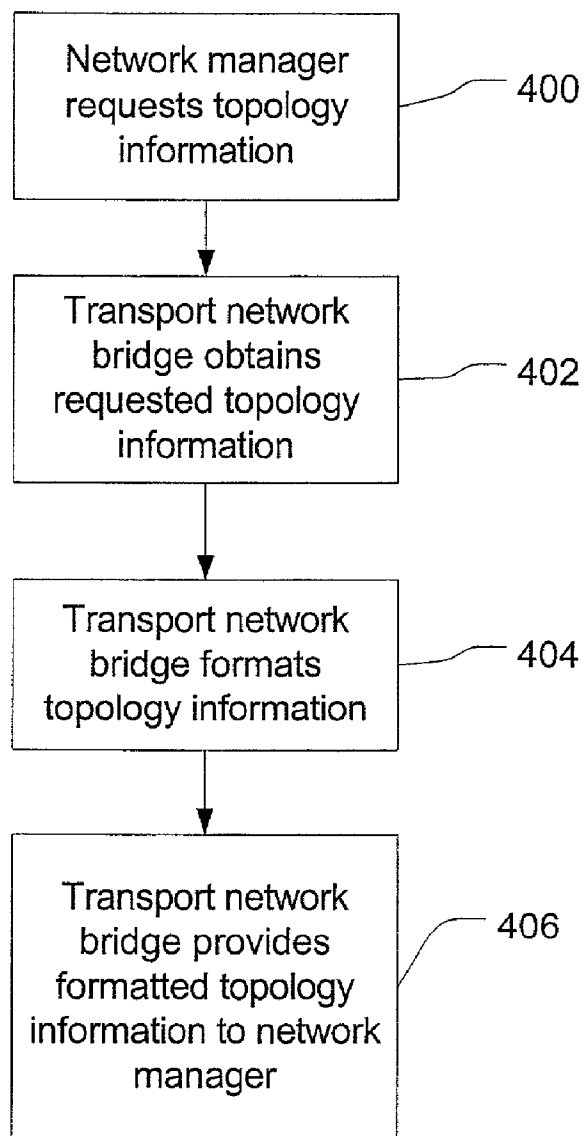 Network manager
requests topology
information
400
Transport network
bridge obtains
requested topology
information
402
Transport network
bridge formats
topology information
404
Transport network
bridge provides
formatted topology
information to network
manager
406